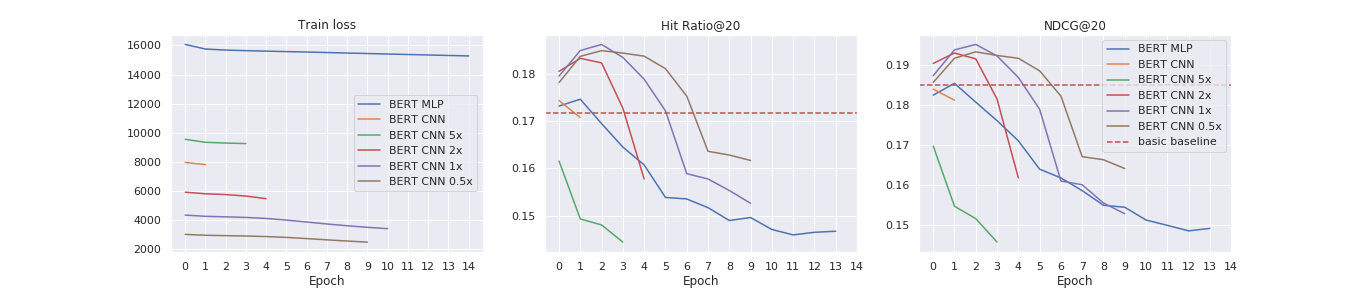 Train loss
16000
14000
12000
10000
8000
6000
4000
2000
BERT MLP
BERT CNN
BERT CNN 5x
BERT CNN 2x
BERT CNN 1x
BERT CNN 0.5x
0 1 2 3 4 5 6 7 8 9 10 11 12 13 14
Epoch
Hit Ratio@20
0.18
0.17
0.16
0.15
0 1 2 3 4 5 6 7 8 9 10 11 12 13 14
Epoch
NDCG@20
0.19
0.18
0.17
0.16
0.15
BERT MLP
BERT CNN
BERT CNN 5x
BERT CNN 2x
BERT CNN 1x
BERT CNN 0.5x
basic baseline
0 1 2 3 4 5 6 7 8 9 10 11 12 13 14
Epoch